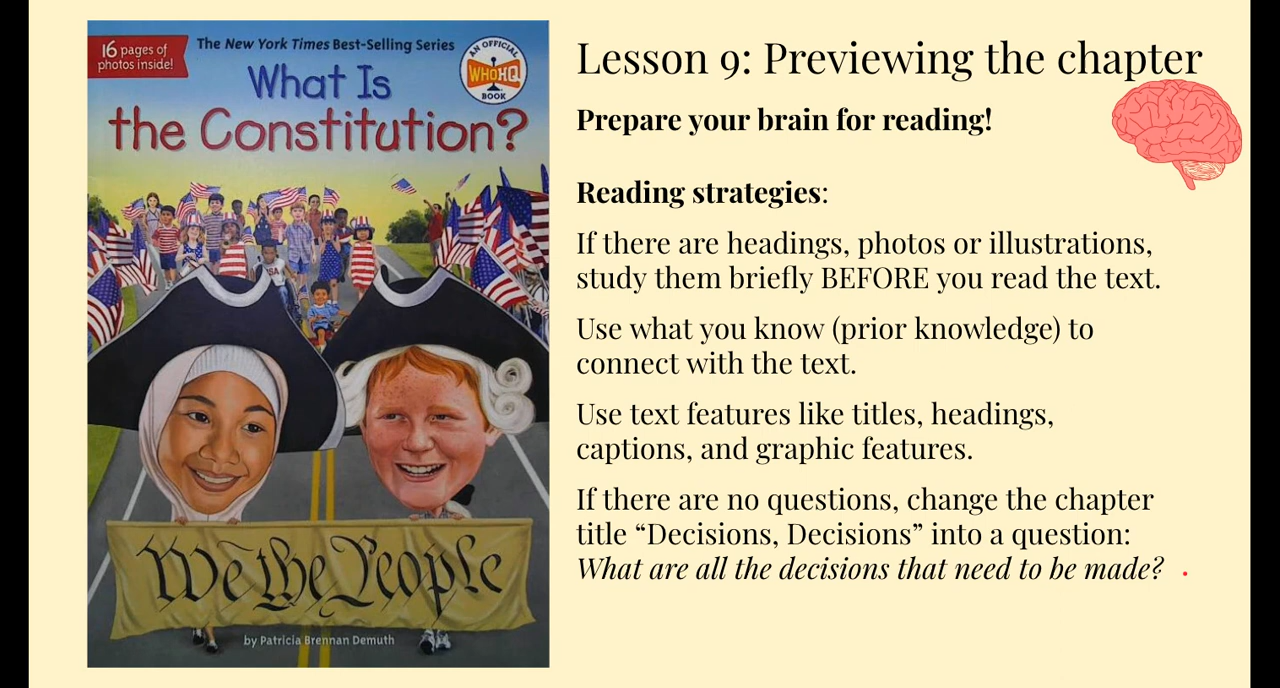 16 pages of
photos inside!
The New York Times Best-Selling Series
AN OFFICIAL
WHOHQ
BOOK
What Is
the Constitution?
We the People
by Patricia Brennan Demuth
Lesson 9: Previewing the chapter
Prepare your brain for reading!
Reading strategies:
If there are headings, photos or illustrations,
study them briefly BEFORE you read the text.
Use what you know (prior knowledge) to
connect with the text.
Use text features like titles, headings,
captions, and graphic features.
If there are no questions, change the chapter
title “Decisions, Decisions” into a question:
What are all the decisions that need to be made?